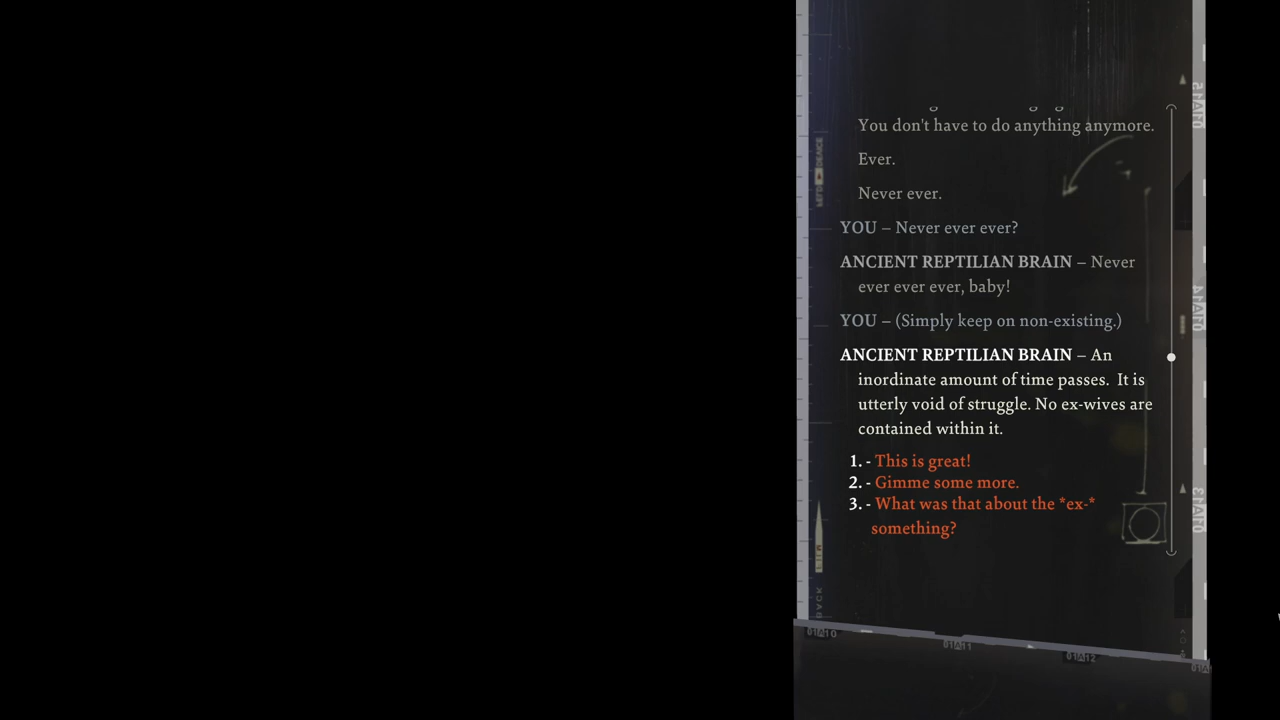 You don't have to do anything anymore.
Ever.
Never ever.
YOU – Never ever ever?
ANCIENT REPTILIAN BRAIN – Never
ever ever ever, baby!
YOU – (Simply keep on non-existing.)
ANCIENT REPTILIAN BRAIN – An
inordinate amount of time passes.  It is
utterly void of struggle. No ex-wives are
contained within it.
1. - This is great!
2. - Gimme some more.
3. - What was that about the *ex-*
something?